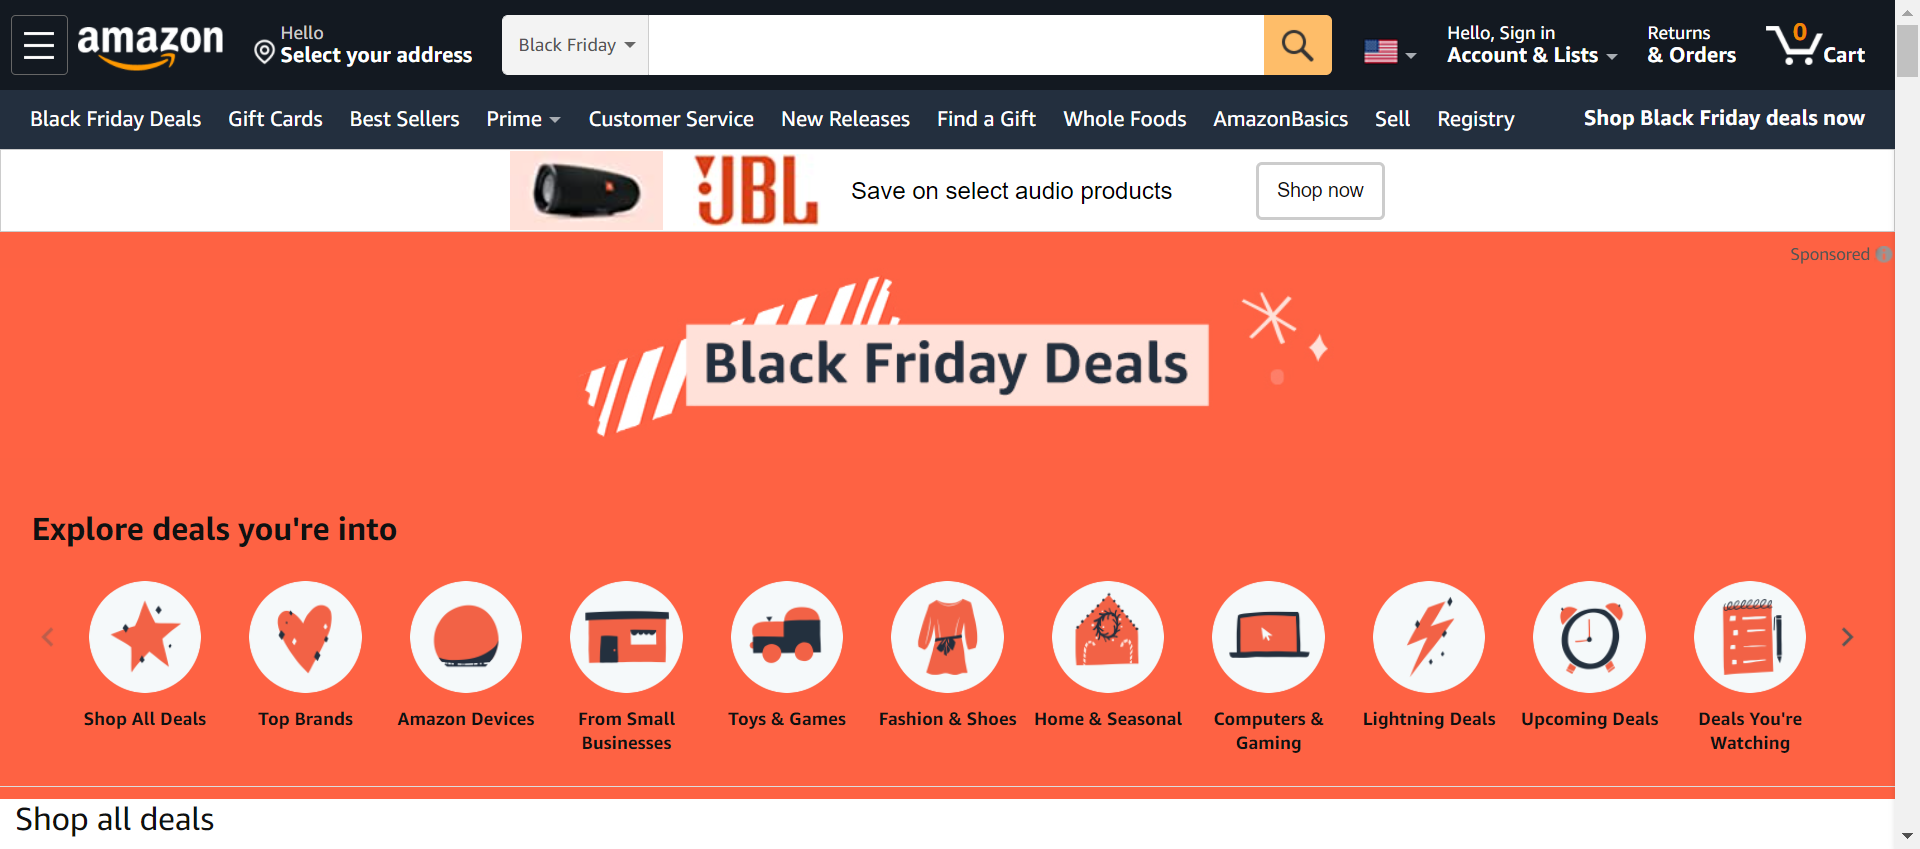 amazon
Hello
Select your address
Black Friday
Hello, Sign in
Account & Lists
Returns
& Orders
0
Cart
Black Friday Deals
Gift Cards
Best Sellers
Prime
Customer Service
New Releases
Find a Gift
Whole Foods
AmazonBasics
Sell
Registry
Shop Black Friday deals now
JBL
Save on select audio products
Shop now
Sponsored
Black Friday Deals
Explore deals you're into
Shop All Deals
Top Brands
Amazon Devices
From Small
Businesses
Toys & Games
Fashion & Shoes
Home & Seasonal
Computers &
Gaming
Lightning Deals
Upcoming Deals
Deals You're
Watching
Shop all deals